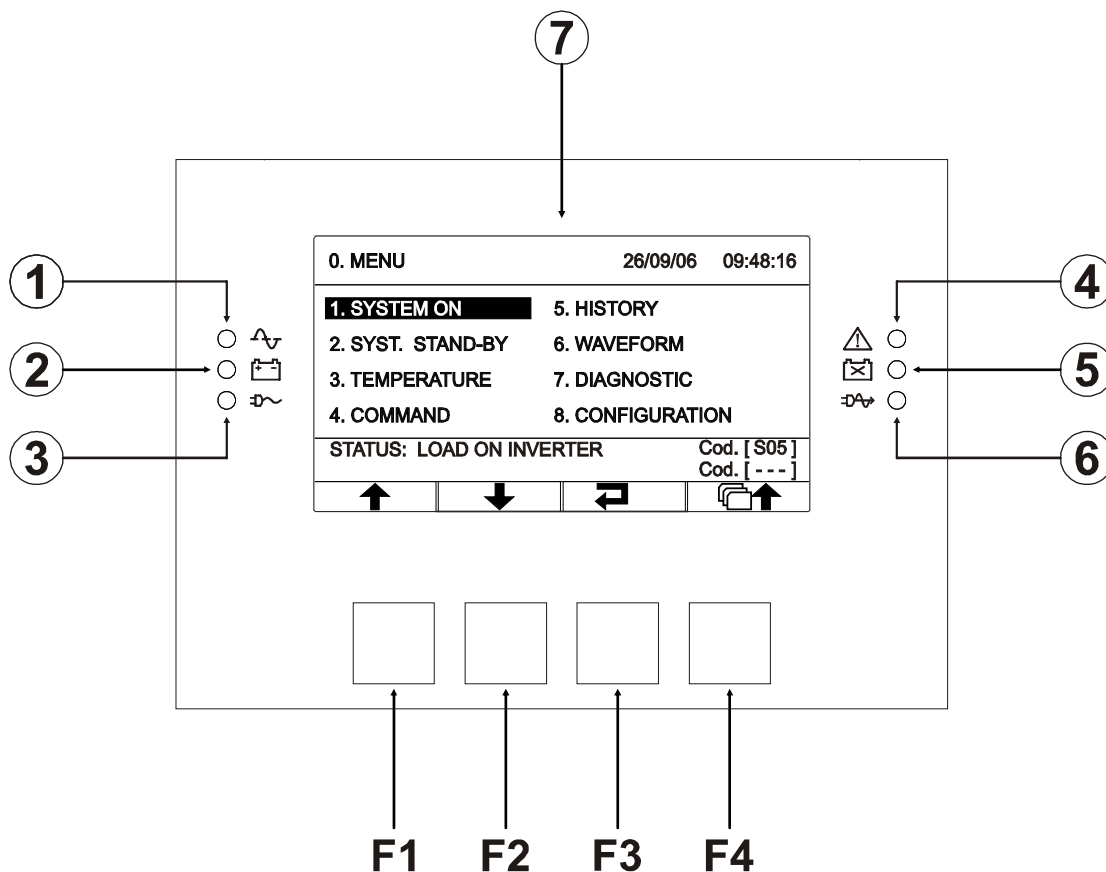 7
0. MENU 26/09/06 09:48:16
1 4
1. SYSTEM ON 5. HISTORY
2. SYST. STAND-BY 6. WAVEFORM
2 5
3. TEMPERATURE 7. DIAGNOSTIC
4. COMMAND 8. CONFIGURATION
3 6
STATUS: LOAD ON INVERTER Cod. [ S05 ]
Cod. [ - - - ]
F1 F2 F3 F4